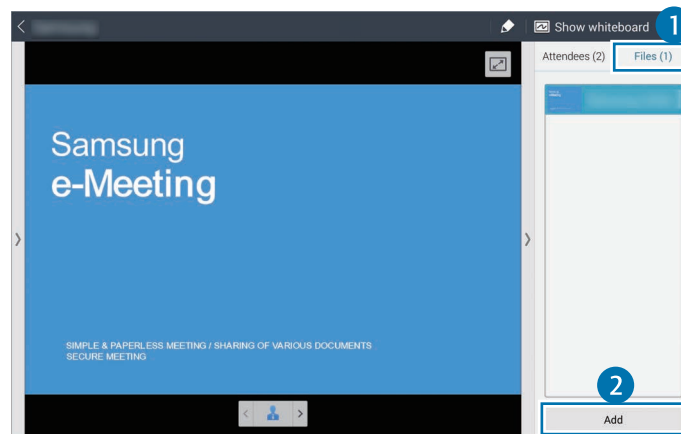 Show whiteboard
1
Attendees (2)
Files (1)
Samsung
e-Meeting
SIMPLE & PAPERLESS MEETING / SHARING OF VARIOUS DOCUMENTS
SECURE MEETING
2
Add